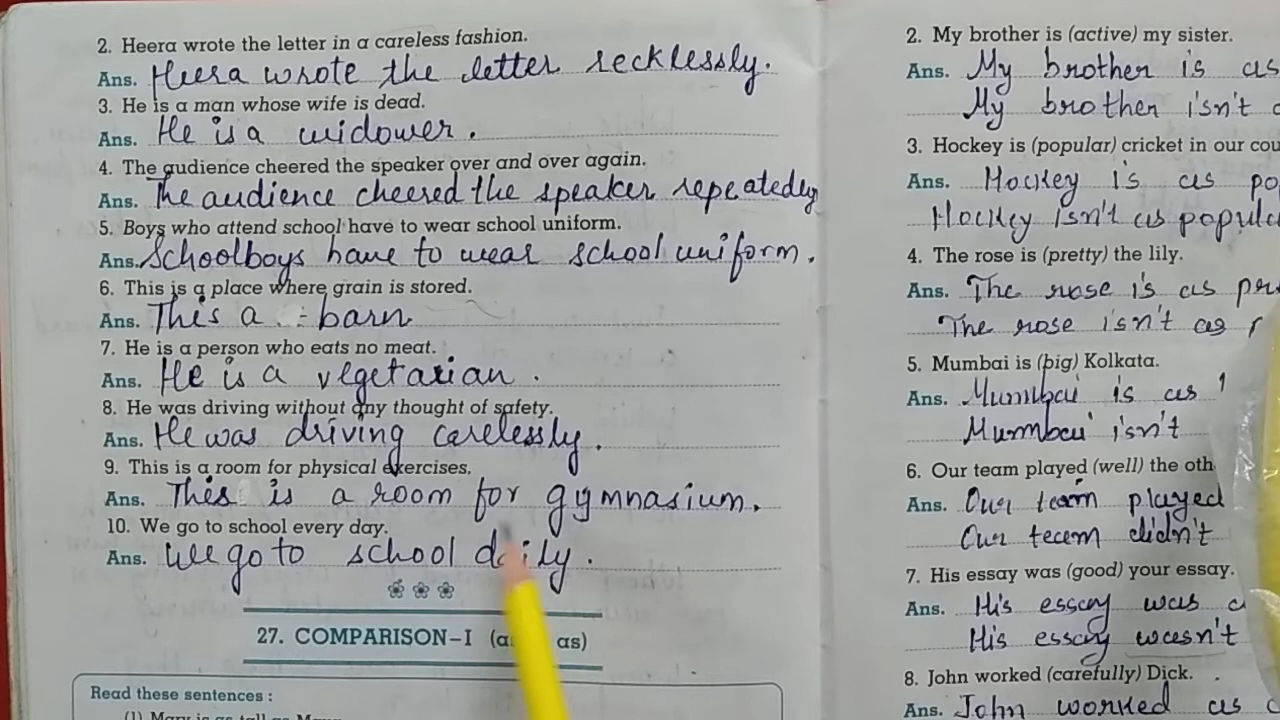 2. Heera wrote the letter in a careless fashion.
Ans. Heera wrote the letter recklessly.
3. He is a man whose wife is dead.
Ans. He is a widower.
4. The audience cheered the speaker over and over again.
Ans. The audience cheered the speaker repeatedly
5. Boys who attend school have to wear school uniform.
Ans. Schoolboys have to wear school uniform.
6. This is a place where grain is stored.
Ans. This a barn
7. He is a person who eats no meat.
Ans. He is a vegetarian.
8. He was driving without any thought of safety.
Ans. He was driving carelessly.
9. This is a room for physical exercises.
Ans. This is a room for gymnasium.
10. We go to school every day.
Ans. We go to school daily.
27. COMPARISON–I ( as)
Read these sentences :
(1) Mary is as tall as
2. My brother is (active) my sister.
Ans. My brother is as
My brother isn't
3. Hockey is (popular) cricket in our
Ans. Hockey is as
Hockey isn't as
4. The rose is (pretty) the lily.
Ans. The rose is as
The rose isn't as
5. Mumbai is (big) Kolkata.
Ans. Mumbai is as
Mumbai isn't
6. Our team played (well) the
Ans. Our team played
Our team didn't
7. His essay was (good) your essay.
Ans. His essay was
His essay wasn't
8. John worked (carefully) Dick.
Ans. John worked as